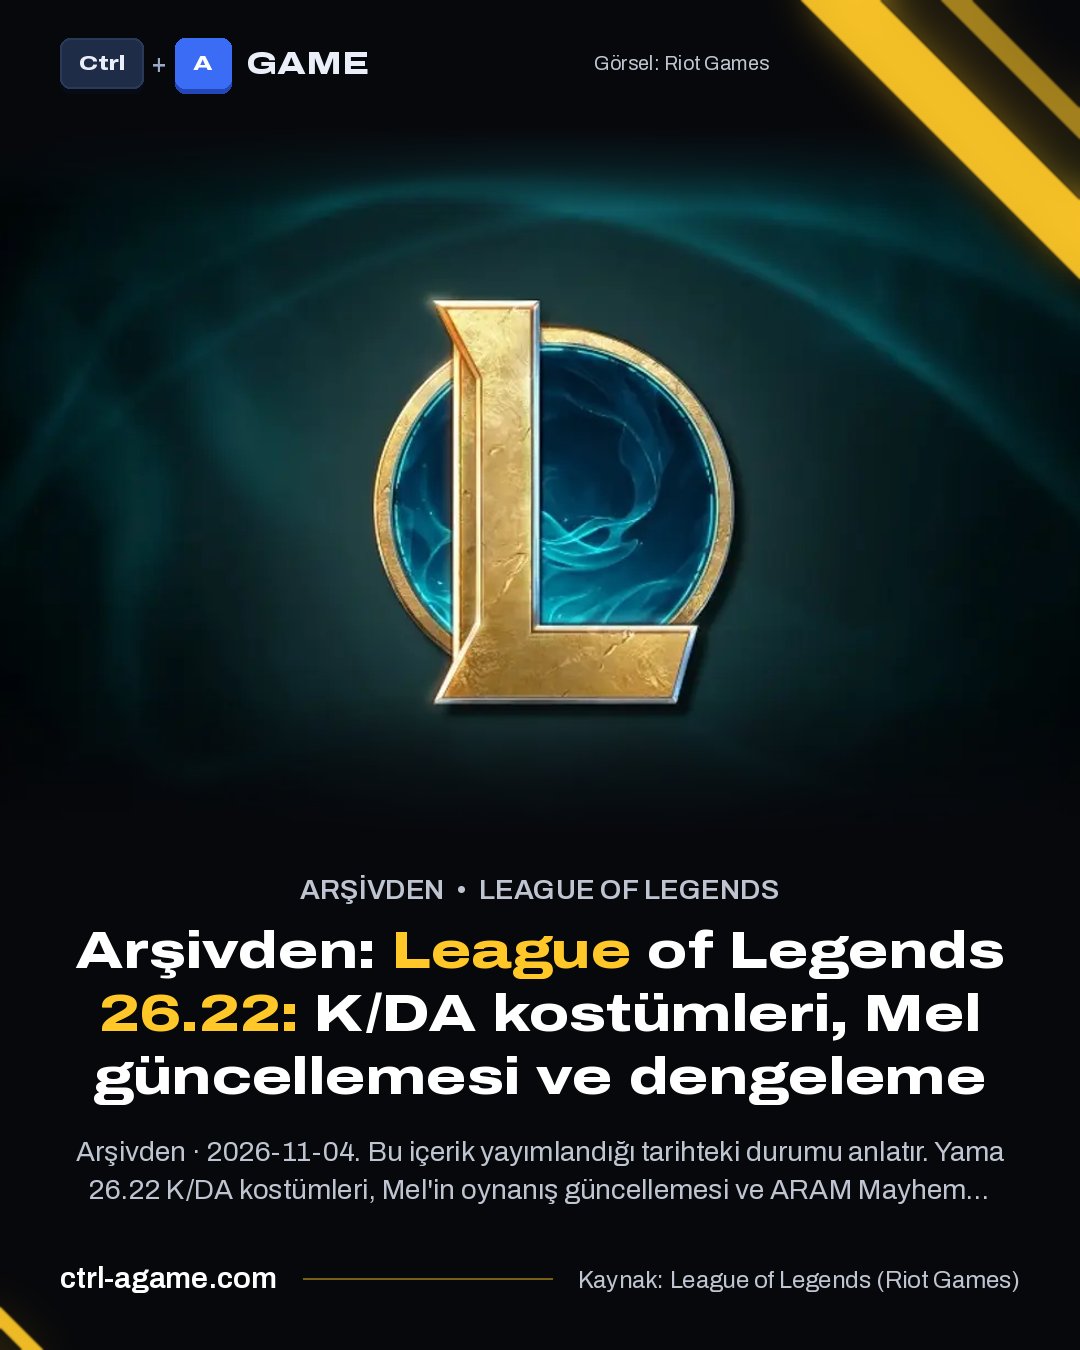 Ctrl + A GAME
Görsel: Riot Games
L
ARŞİVDEN • LEAGUE OF LEGENDS
Arşivden: League of Legends
26.22: K/DA kostümleri, Mel
güncellemesi ve dengeleme
Arşivden · 2026-11-04. Bu içerik yayımlandığı tarihteki durumu anlatır. Yama
26.22 K/DA kostümleri, Mel'in oynanış güncellemesi ve ARAM Mayhem...
ctrl-agame.com
Kaynak: League of Legends (Riot Games)